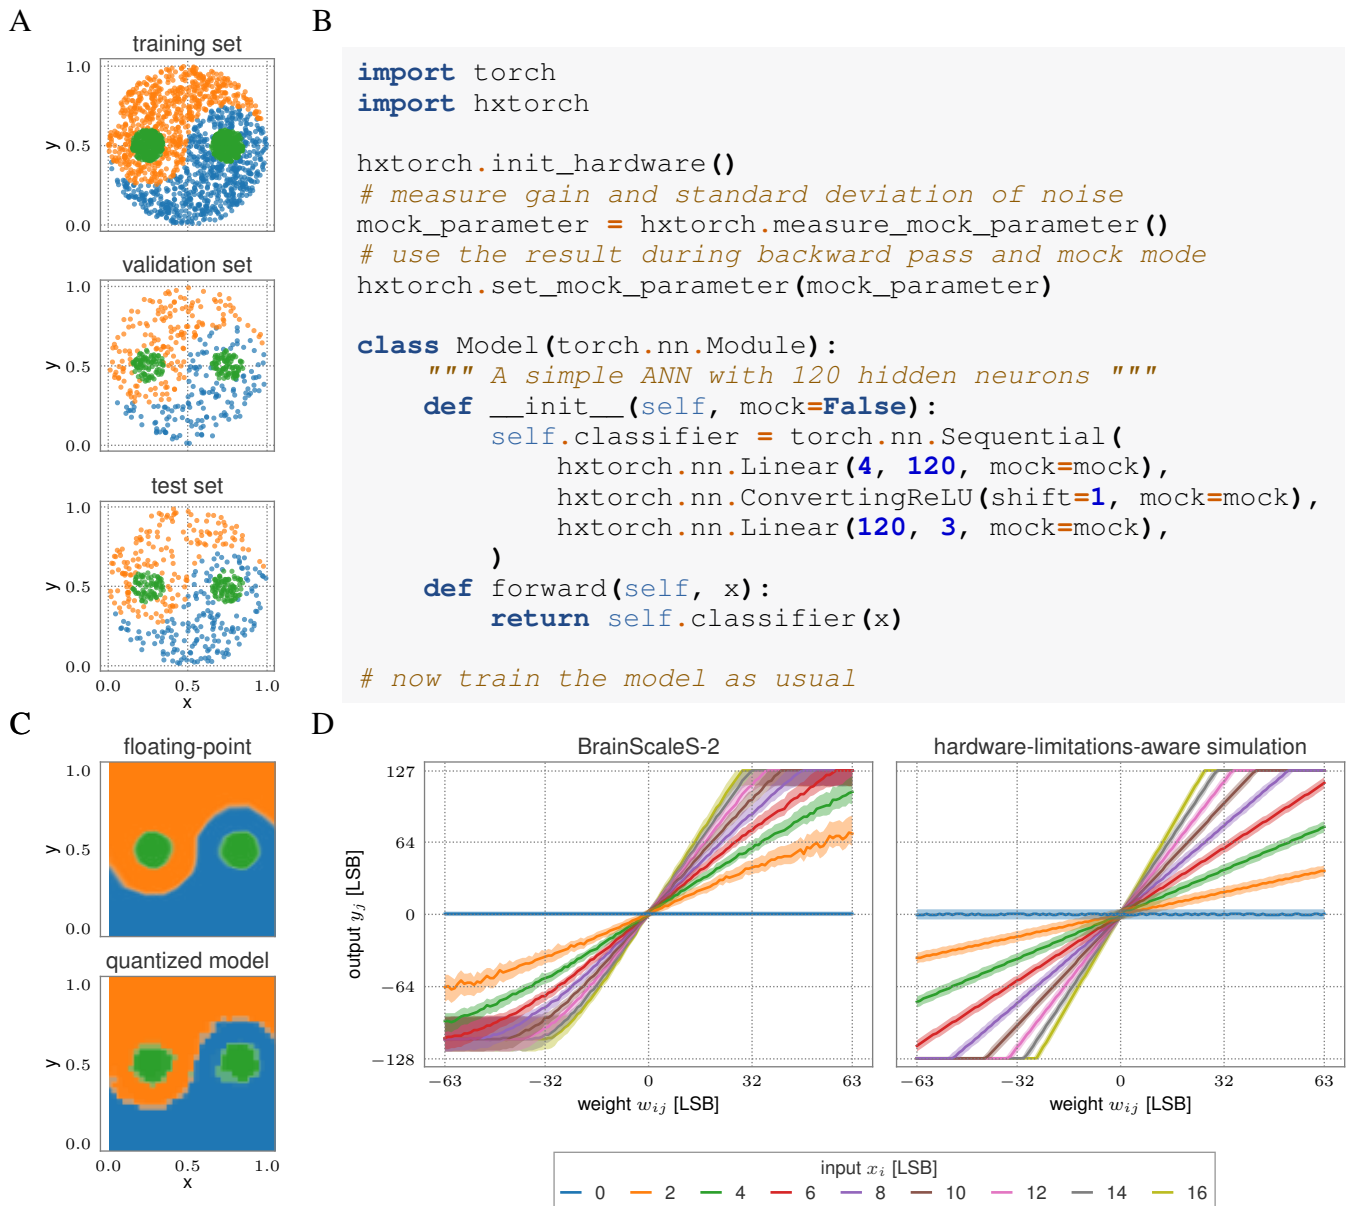 A
training set
1.0
0.5
0.0
y
validation set
1.0
0.5
0.0
y
test set
1.0
0.5
0.0
y
0.0 0.5 1.0
x
B
import torch
import hxtorch
hxtorch.init_hardware()
# measure gain and standard deviation of noise
mock_parameter = hxtorch.measure_mock_parameter()
# use the result during backward pass and mock mode
hxtorch.set_mock_parameter(mock_parameter)
class Model(torch.nn.Module):
""" A simple ANN with 120 hidden neurons """
def __init__(self, mock=False):
self.classifier = torch.nn.Sequential(
hxtorch.nn.Linear(4, 120, mock=mock),
hxtorch.nn.ConvertingReLU(shift=1, mock=mock),
hxtorch.nn.Linear(120, 3, mock=mock),
)
def forward(self, x):
return self.classifier(x)
# now train the model as usual
C
floating-point
1.0
0.5
0.0
y
quantized model
1.0
0.5
0.0
y
0.0 0.5 1.0
x
D
BrainScaleS-2
127
64
0
−64
−128
output y_j [LSB]
−63 −32 0 32 63
weight w_ij [LSB]
hardware-limitations-aware simulation
−63 −32 0 32 63
weight w_ij [LSB]
input x_i [LSB]
0 2 4 6 8 10 12 14 16